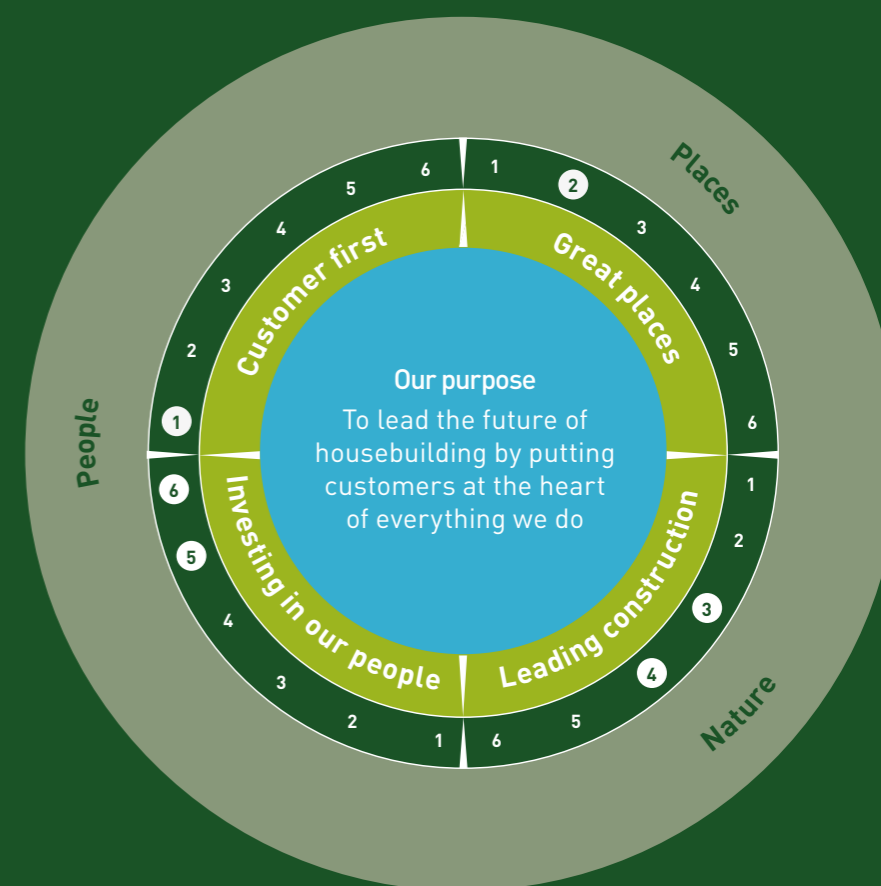 People
Places
Nature
Customer first
1
2
3
4
5
6
Great places
1
2
3
4
5
6
Leading construction
1
2
3
4
5
6
Investing in our people
1
2
3
4
5
6
Our purpose
To lead the future of
housebuilding by putting
customers at the heart
of everything we do